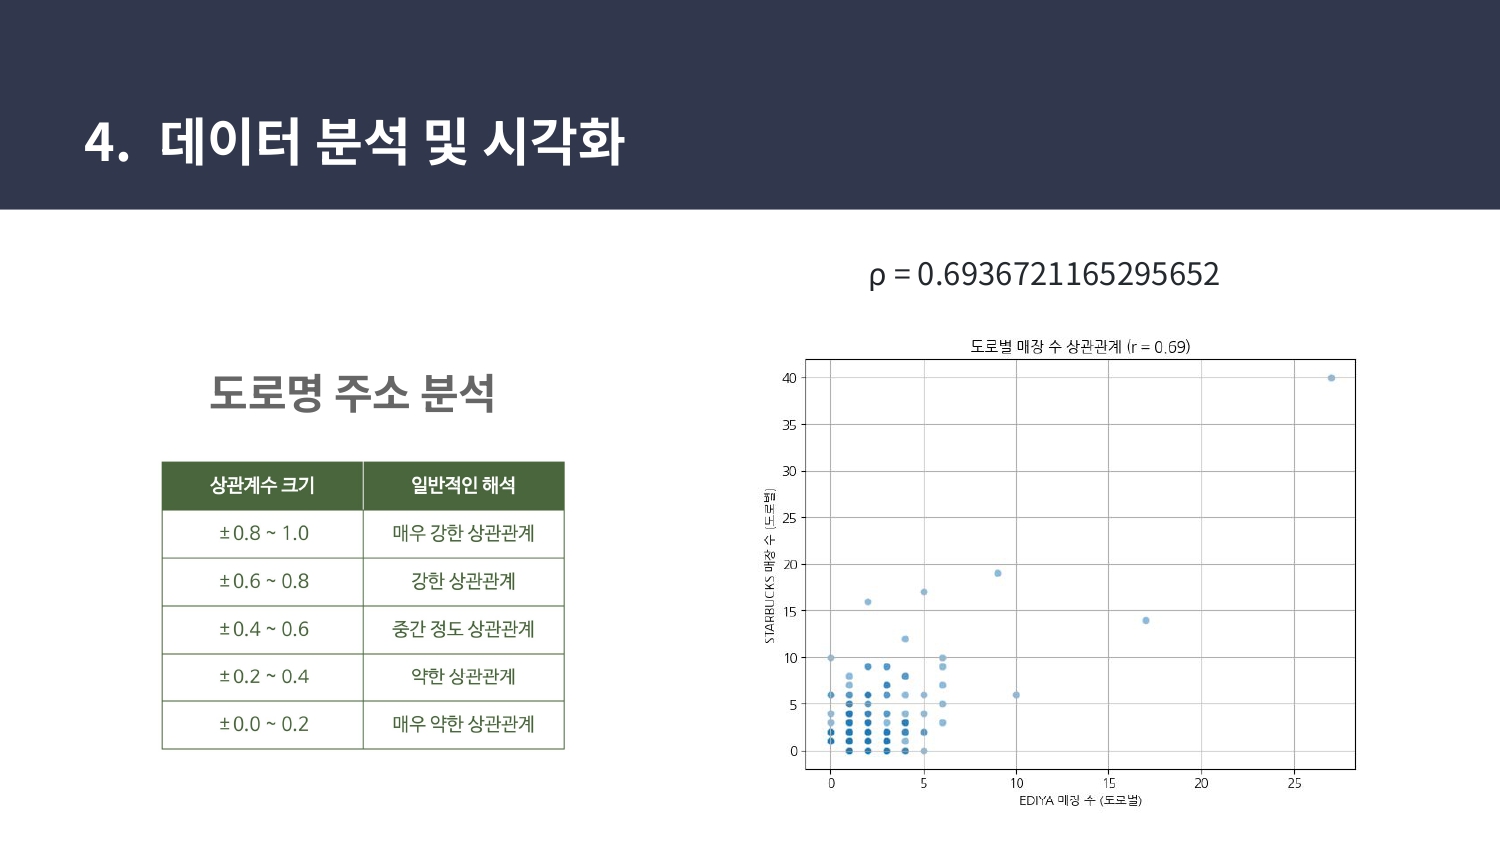 4. 데이터 분석 및 시각화
ρ = 0.6936721165295652
도로명 주소 분석
상관계수 크기 일반적인 해석
±0.8 ~ 1.0 매우 강한 상관관계
±0.6 ~ 0.8 강한 상관관계
±0.4 ~ 0.6 중간 정도 상관관계
±0.2 ~ 0.4 약한 상관관계
±0.0 ~ 0.2 매우 약한 상관관계
도로별 매장 수 상관관계 (r = 0.69)
STARBUCKS 매장 수 (도로별)
40
35
30
25
20
15
10
5
0
0 5 10 15 20 25
EDIYA 매장 수 (도로별)